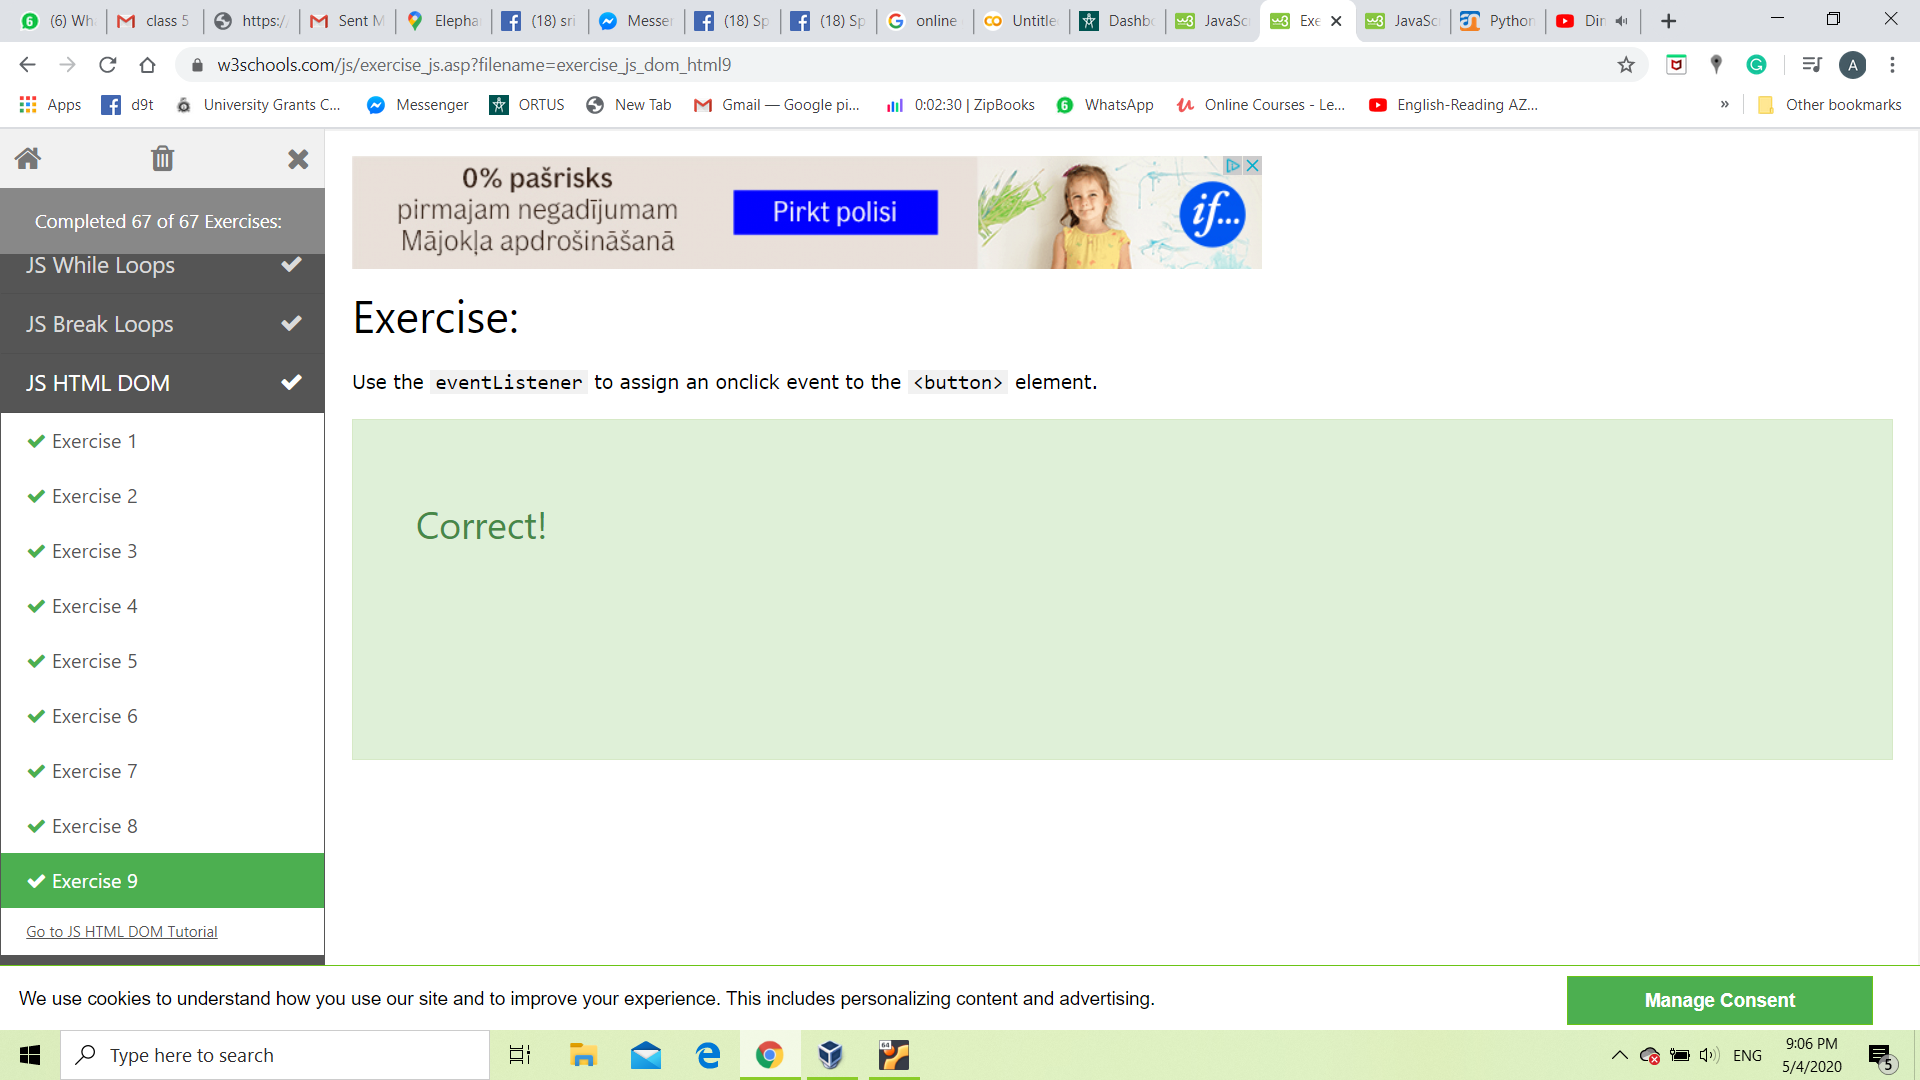 (6) Wh
class 5
https:/
Sent M
Elepha
(18) sri
Messer
(18) Sp
(18) Sp
online
Untitle
Dashbo
JavaSc
Exe
JavaSc
Python
Din
w3schools.com/js/exercise_js.asp?filename=exercise_js_dom_html9
A
Apps
d9t
University Grants C...
Messenger
ORTUS
New Tab
Gmail — Google pi...
0:02:30 | ZipBooks
WhatsApp
Online Courses - Le...
English-Reading AZ...
»
Other bookmarks
Completed 67 of 67 Exercises:
JS While Loops
JS Break Loops
JS HTML DOM
Exercise 1
Exercise 2
Exercise 3
Exercise 4
Exercise 5
Exercise 6
Exercise 7
Exercise 8
Exercise 9
Go to JS HTML DOM Tutorial
0% pašrisks
pirmajam negadījumam
Mājokļa apdrošināšanā
Pirkt polisi
if...
Exercise:
Use the eventListener to assign an onclick event to the <button> element.
Correct!
We use cookies to understand how you use our site and to improve your experience. This includes personalizing content and advertising.
Manage Consent
Type here to search
64
ENG
9:06 PM
5/4/2020
5